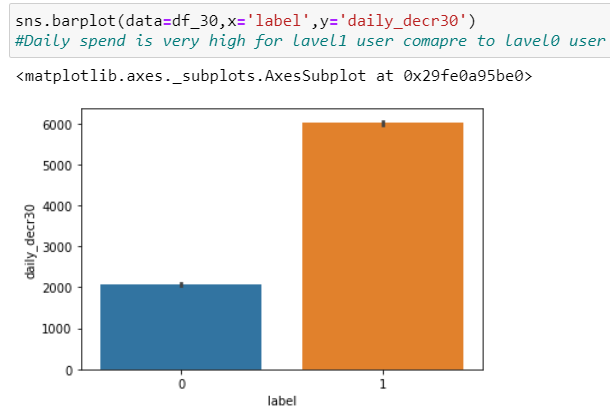 sns.barplot(data=df_30,x='label',y='daily_decr30')
#Daily spend is very high for lavel1 user comapre to lavel0 user
<matplotlib.axes._subplots.AxesSubplot at 0x29fe0a95be0>
6000
5000
4000
3000
2000
1000
0
daily_decr30
0 1
label